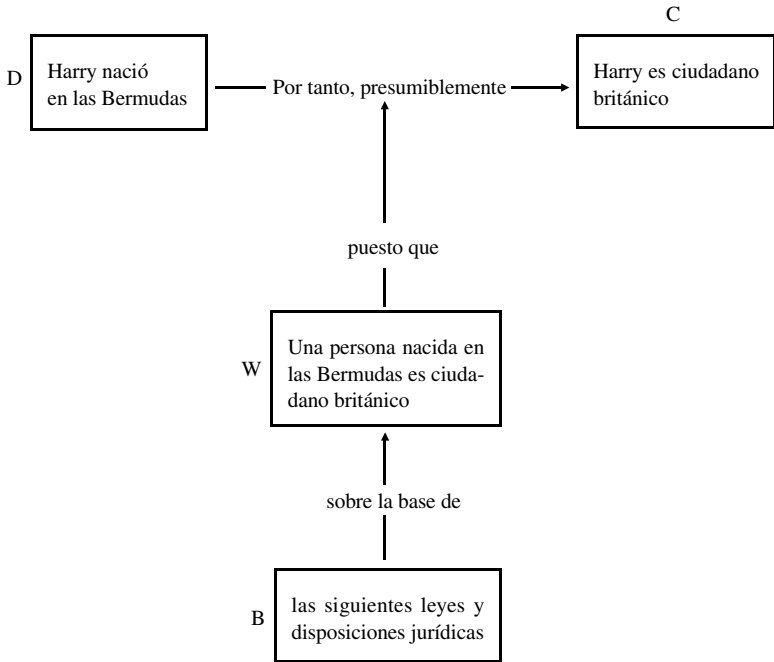 C
D
Harry nació
en las Bermudas
Por tanto, presumiblemente
Harry es ciudadano
británico
puesto que
W
Una persona nacida en
las Bermudas es ciuda-
dano británico
sobre la base de
B
las siguientes leyes y
disposiciones jurídicas